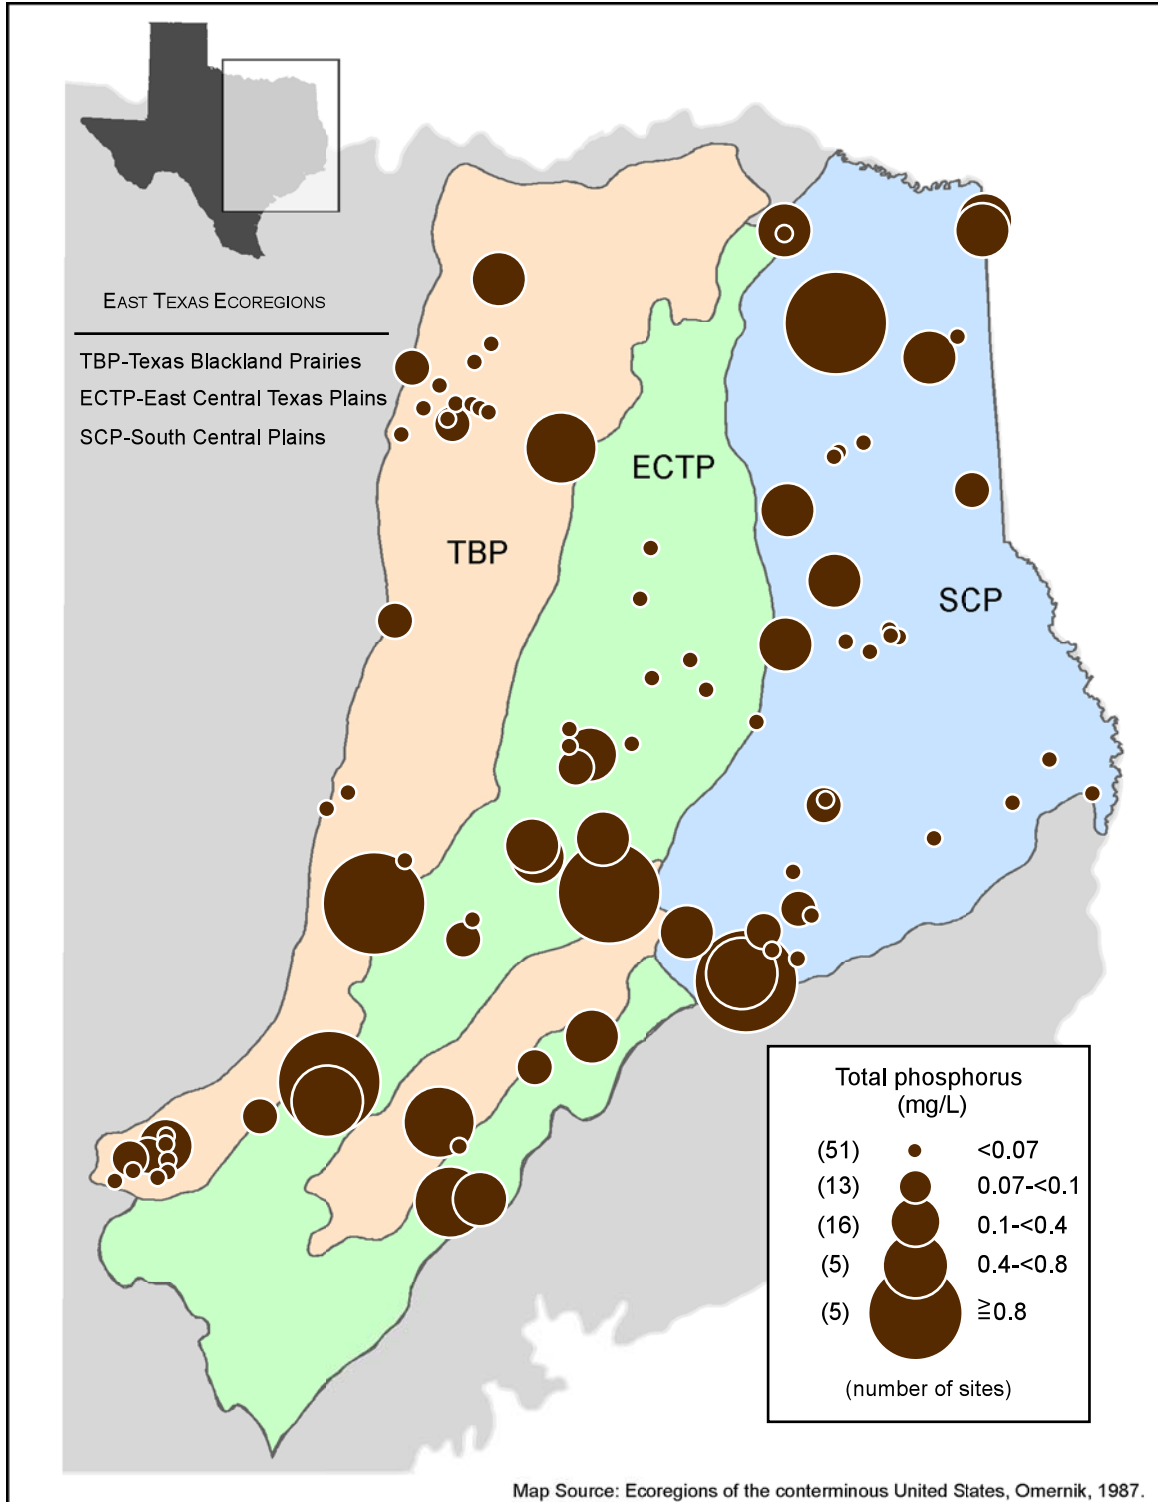 EAST TEXAS ECOREGIONS
TBP-Texas Blackland Prairies
ECTP-East Central Texas Plains
SCP-South Central Plains
ECTP
TBP
SCP
Total phosphorus
(mg/L)
(51) <0.07
(13) 0.07-<0.1
(16) 0.1-<0.4
(5) 0.4-<0.8
(5) ≧0.8
(number of sites)
Map Source: Ecoregions of the conterminous United States, Omernik, 1987.